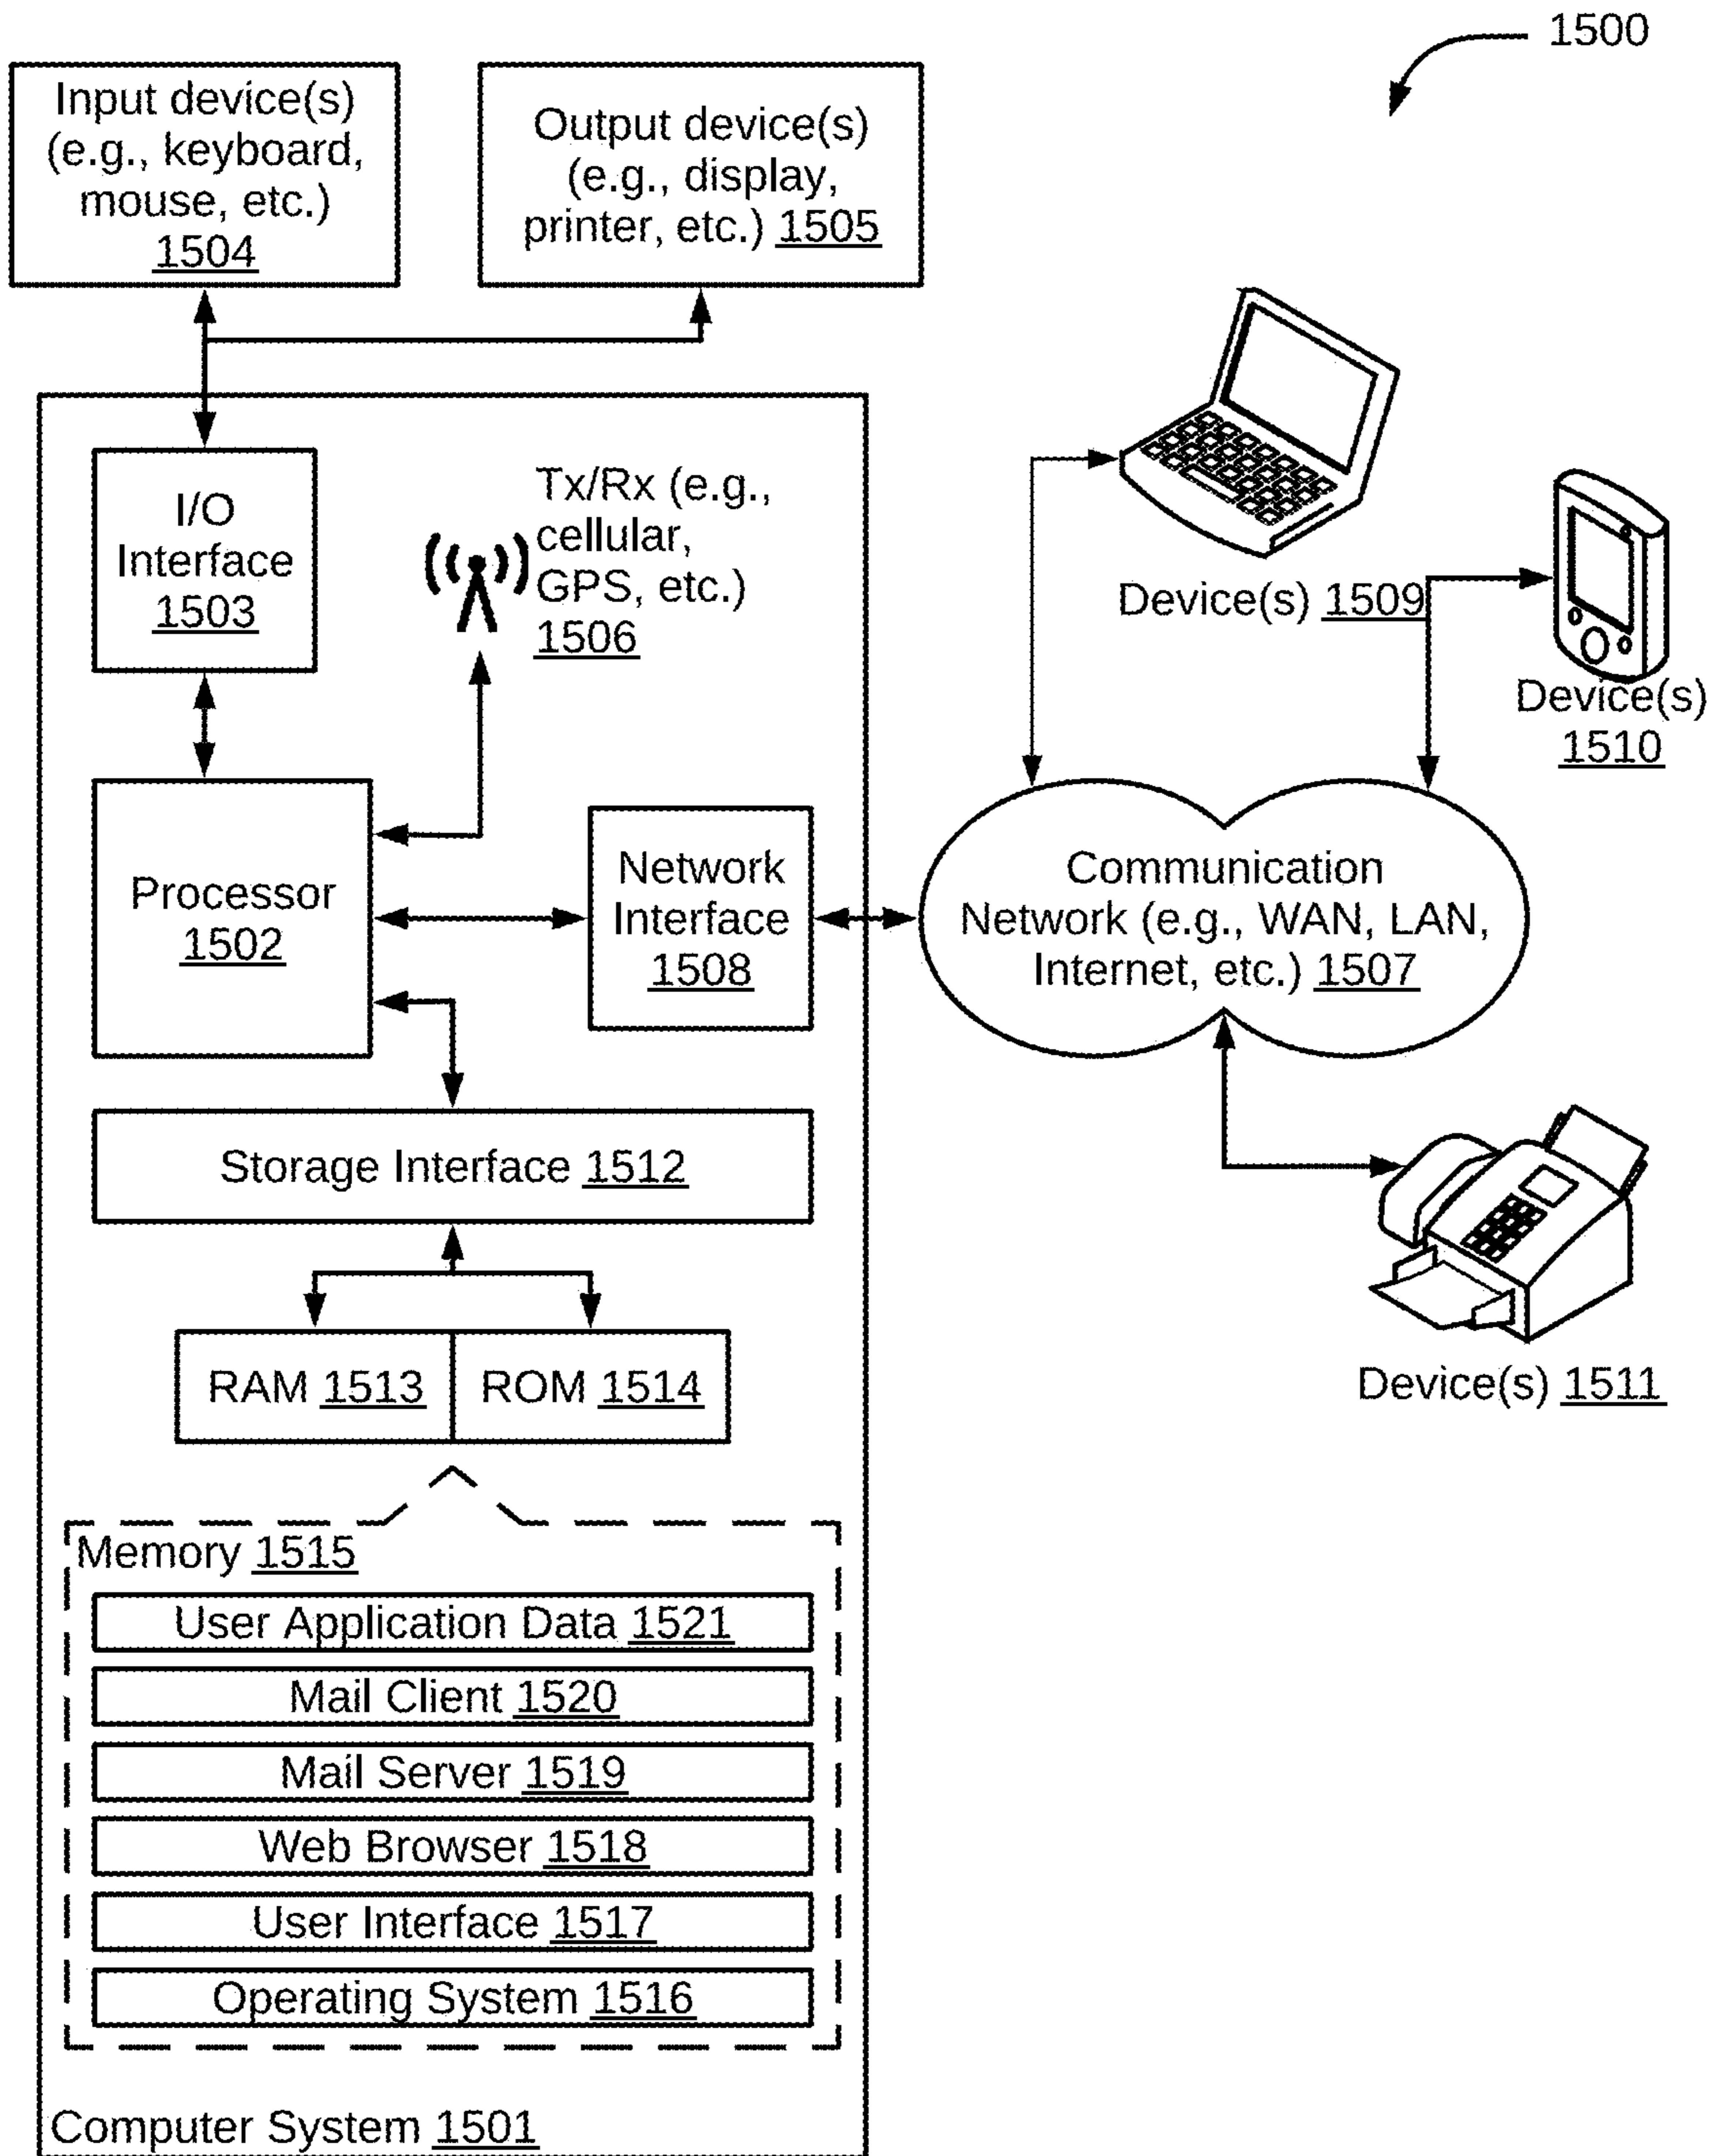 1500
Input device(s)
(e.g., keyboard,
mouse, etc.)
1504
Output device(s)
(e.g., display,
printer, etc.) 1505
I/O
Interface
1503
Tx/Rx (e.g.,
cellular,
GPS, etc.)
1506
Device(s) 1509
Device(s)
1510
Processor
1502
Network
Interface
1508
Communication
Network (e.g., WAN, LAN,
Internet, etc.) 1507
Storage Interface 1512
RAM 1513
ROM 1514
Device(s) 1511
Memory 1515
User Application Data 1521
Mail Client 1520
Mail Server 1519
Web Browser 1518
User Interface 1517
Operating System 1516
Computer System 1501